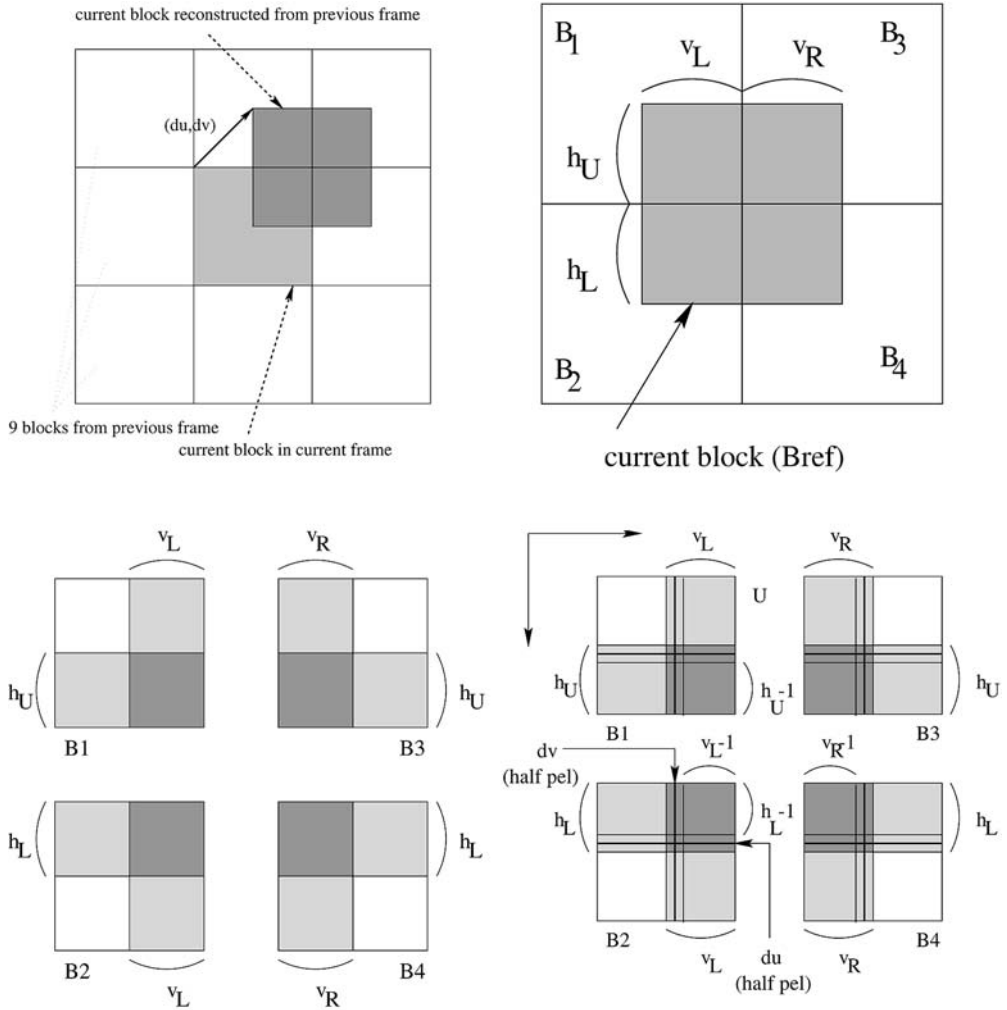 current block reconstructed from previous frame
(du,dv)
9 blocks from previous frame
current block in current frame
B1
B3
vL
vR
hU
hL
B2
B4
current block (Bref)
vL
vR
hU
hU
B1
B3
hL
hL
B2
B4
vL
vR
vL
vR
U
hU
hU-1
hU
B1
B3
dv
(half pel)
vL-1
vR-1
hL
hL-1
hL
B2
B4
vL
du
(half pel)
vR